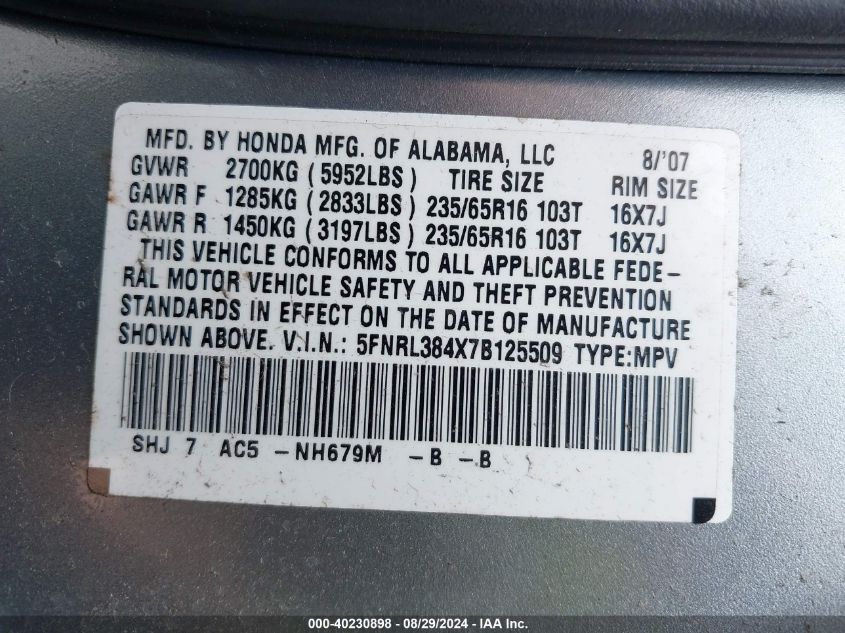 MFD. BY HONDA MFG. OF ALABAMA, LLC 8/'07
GVWR 2700KG (5952LBS) TIRE SIZE RIM SIZE
GAWR F 1285KG (2833LBS) 235/65R16 103T 16X7J
GAWR R 1450KG (3197LBS) 235/65R16 103T 16X7J
THIS VEHICLE CONFORMS TO ALL APPLICABLE FEDE-
RAL MOTOR VEHICLE SAFETY AND THEFT PREVENTION
STANDARDS IN EFFECT ON THE DATE OF MANUFACTURE
SHOWN ABOVE. V.I.N.: 5FNRL384X7B125509 TYPE:MPV
SHJ 7 AC5 -NH679M -B -B
000-40230898 - 08/29/2024 - IAA, Inc.